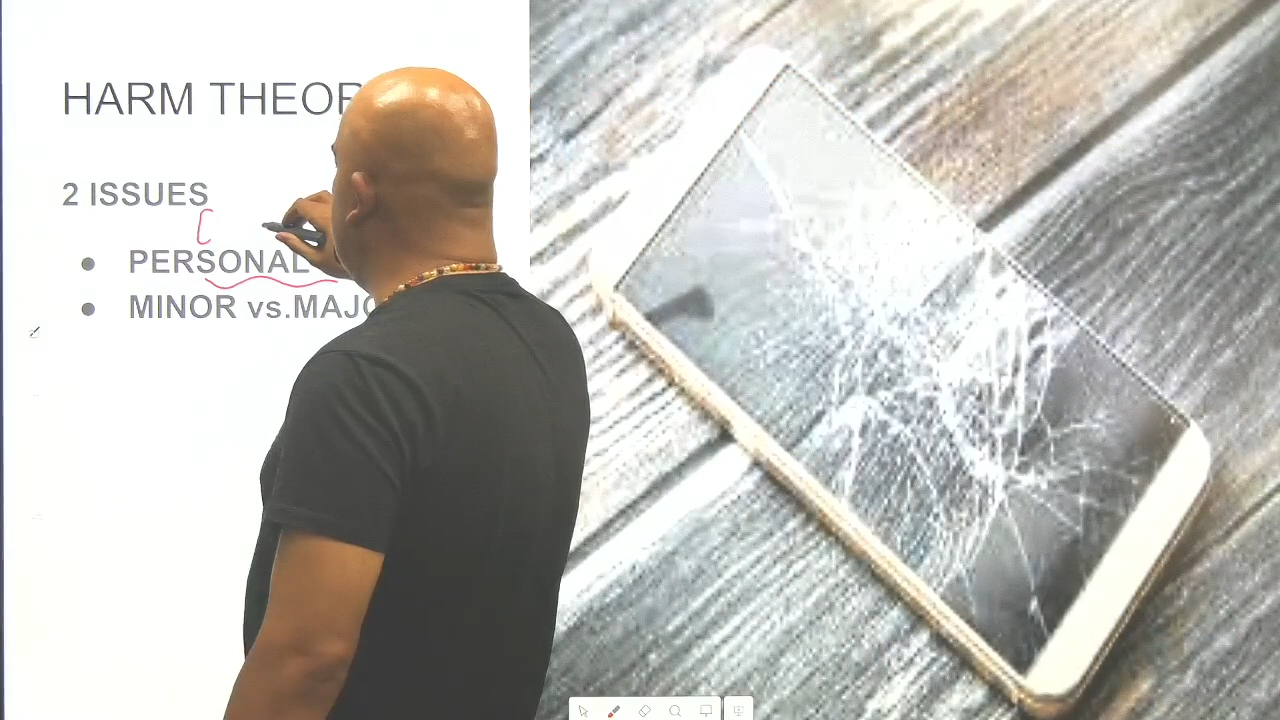 HARM THEOR
2 ISSUES
● PERSONAL
● MINOR vs.MAJO